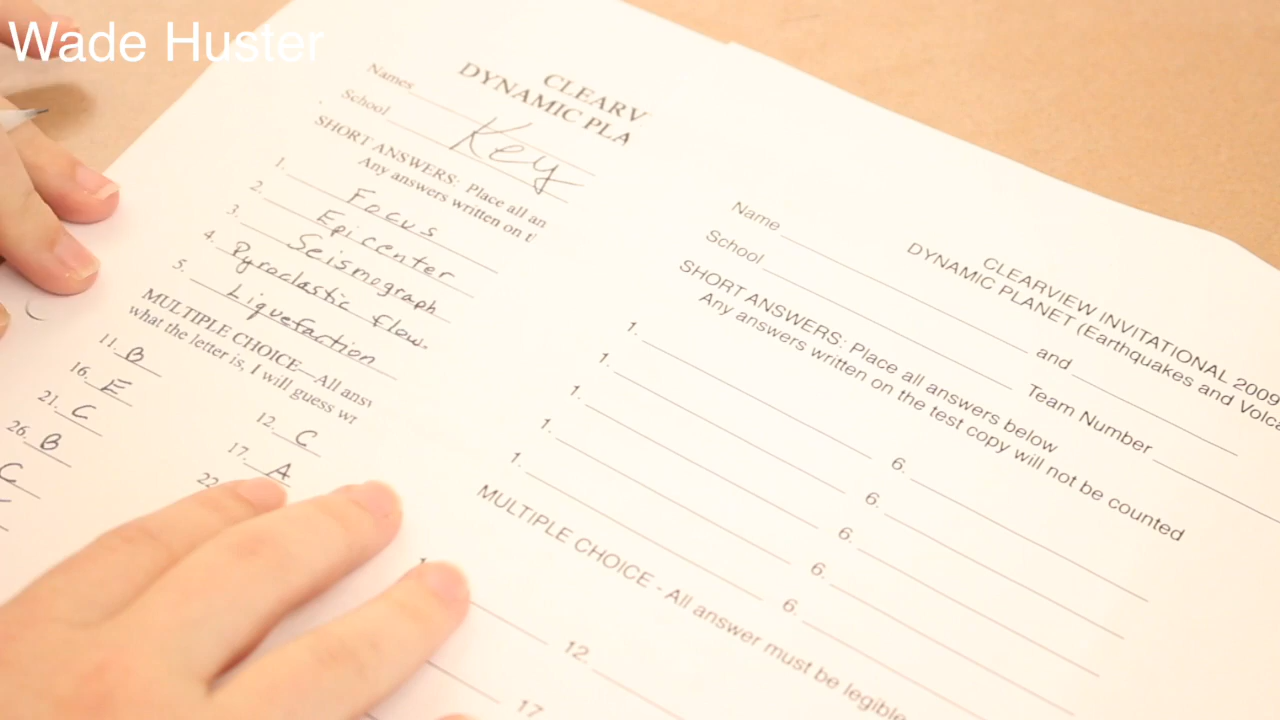 Wade Huster
CLEARV
DYNAMIC PLA
Names
School
Key
SHORT ANSWERS: Place all an
Any answers written on t
1. Focus
2. Epicenter
3. Seismograph
4. Pyroclastic flow.
5. Liquefaction
MULTIPLE CHOICE—All ans
what the letter is, I will guess
11. B
12. C
16. E
17. A
21. C
22
26. B
C
CLEARVIEW INVITATIONAL 2009
DYNAMIC PLANET (Earthquakes and Volca
Name and
School Team Number
SHORT ANSWERS: Place all answers below
Any answers written on the test copy will not be counted
1. 6.
1. 6.
1. 6.
1. 6.
1. 6.
MULTIPLE CHOICE - All answer must be legible
12.
17